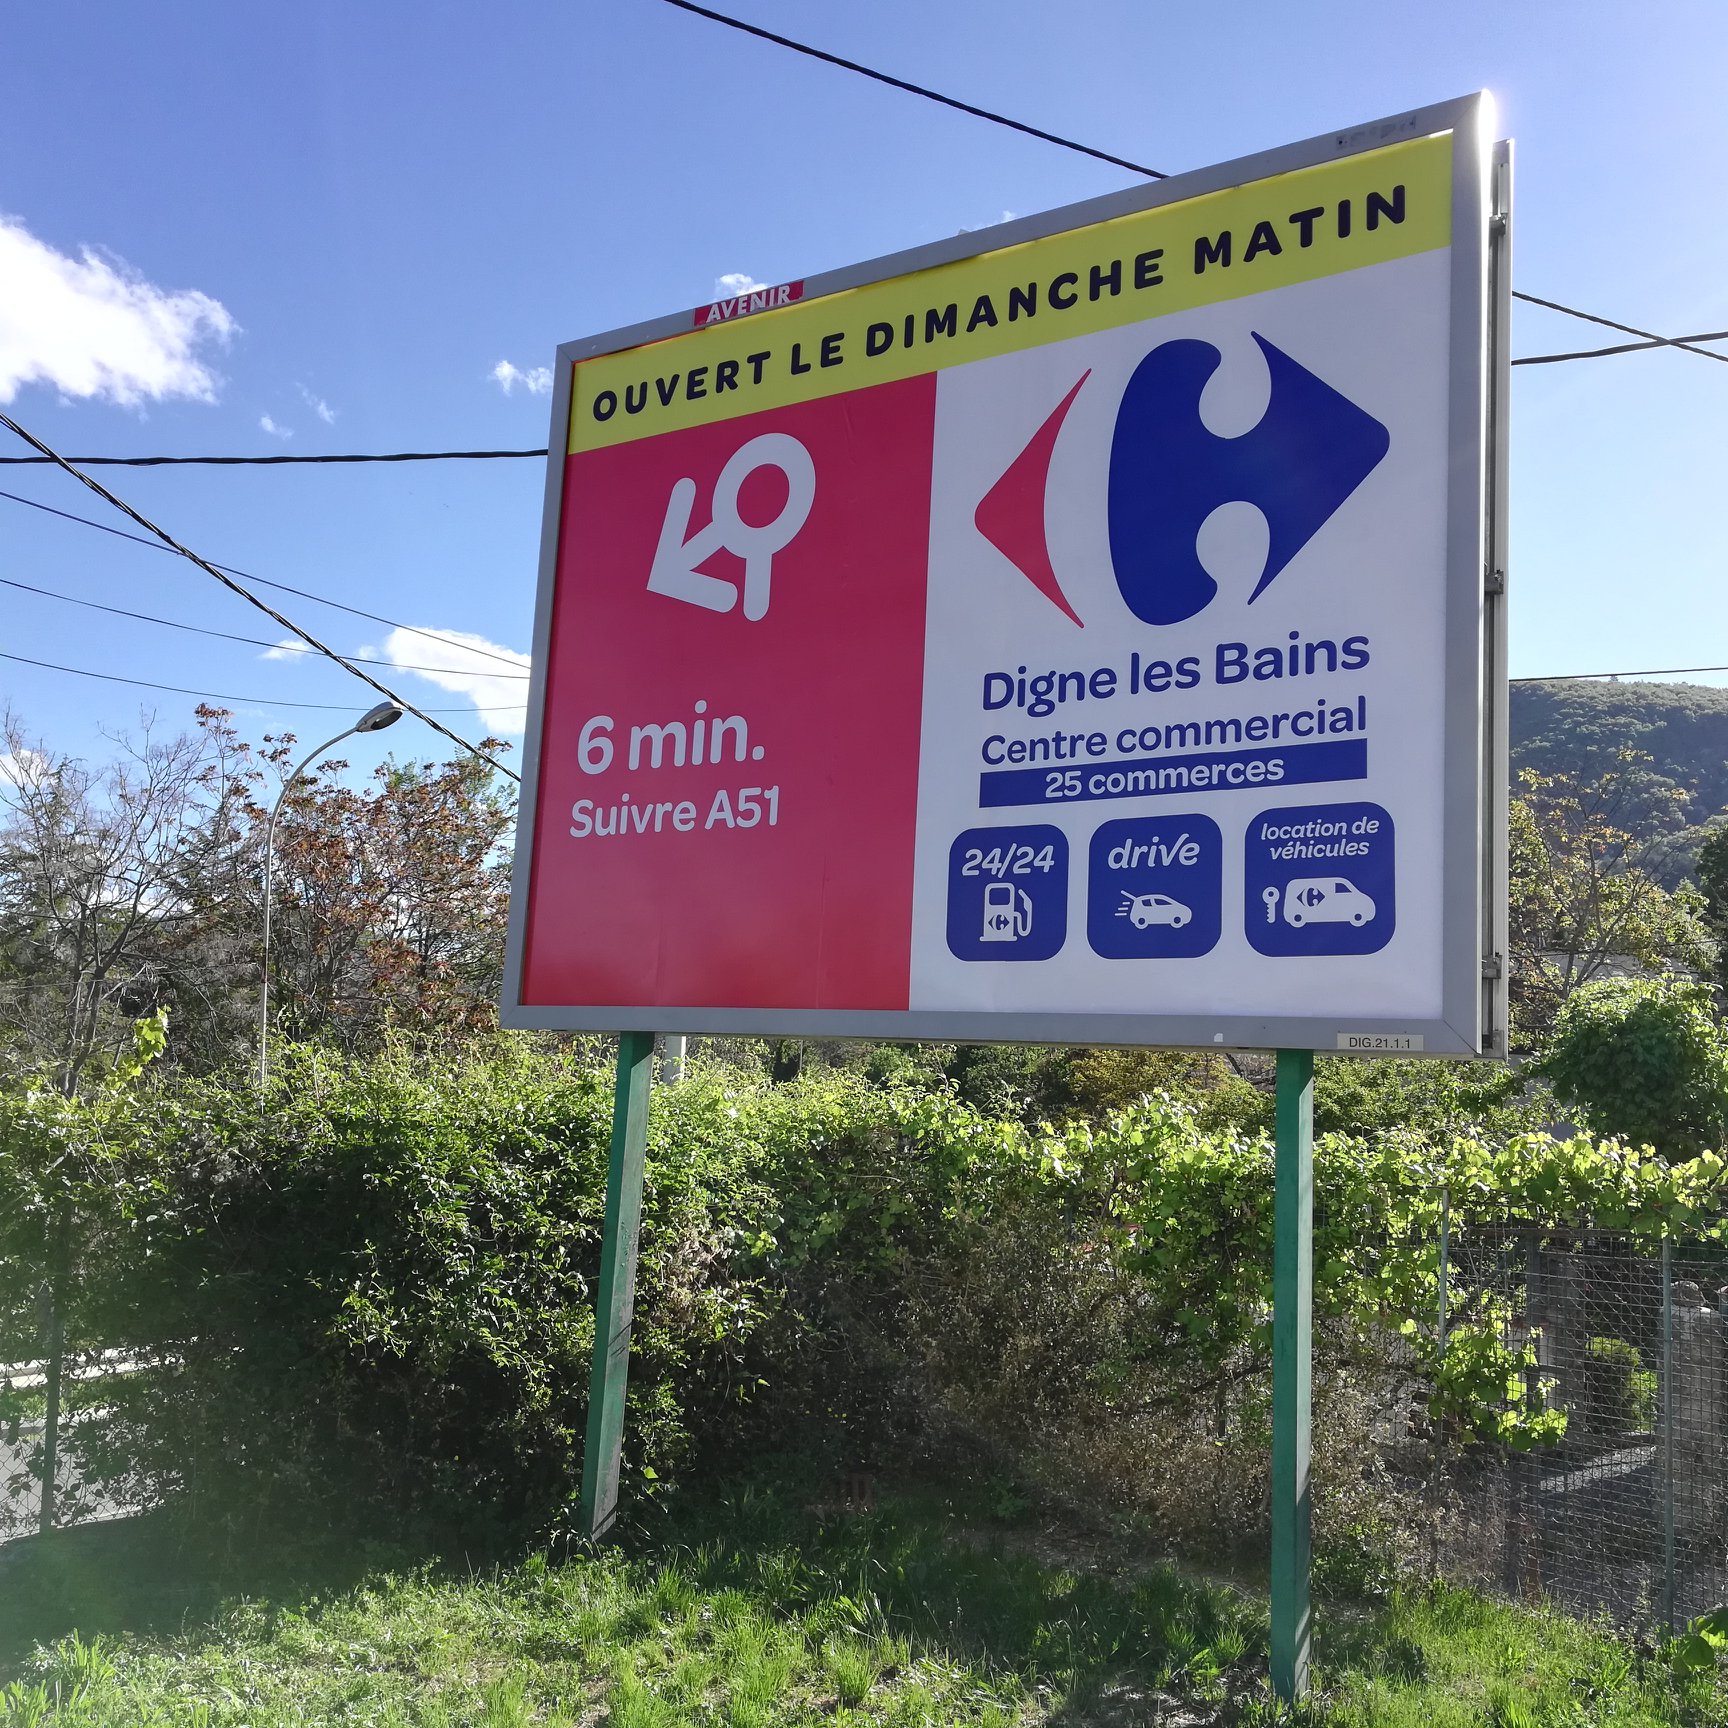 AVENIR
OUVERT LE DIMANCHE MATIN
6 min.
Suivre A51
Digne les Bains
Centre commercial
25 commerces
24/24
drive
location de
véhicules
DIG.21.1.1